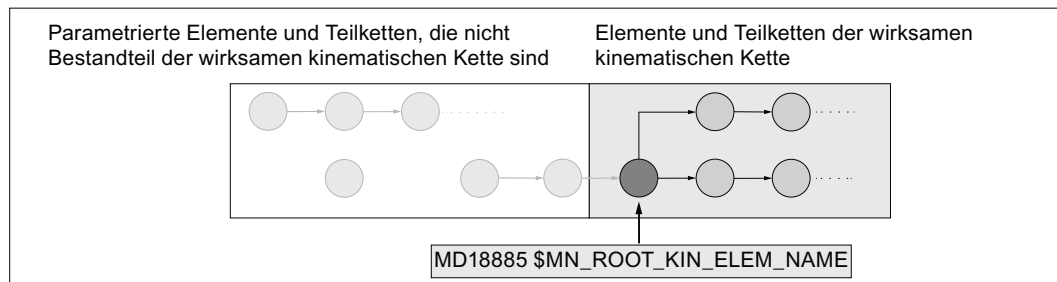 Parametrierte Elemente und Teilketten, die nicht
Bestandteil der wirksamen kinematischen Kette sind
Elemente und Teilketten der wirksamen
kinematischen Kette
MD18885 $MN_ROOT_KIN_ELEM_NAME